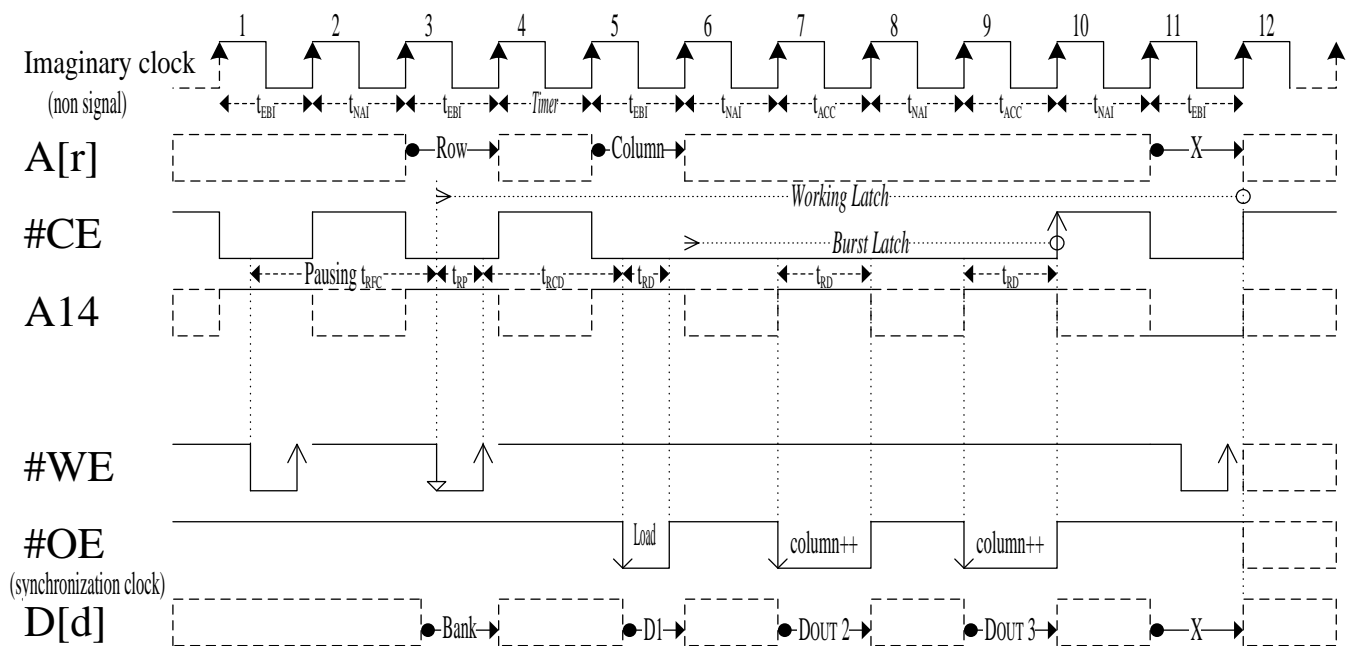 1 2 3 4 5 6 7 8 9 10 11 12
Imaginary clock
(non signal)
tEBI tNAI tEBI Timer tEBI tNAI tACC tNAI tACC tNAI tEBI
A[r]
Row Column X
Working Latch
#CE
Burst Latch
Pausing tRFC tRP tRCD tRD tRD tRD
A14
#WE
#OE
Load column++ column++
(synchronization clock)
D[d]
Bank D1 DOUT 2 DOUT 3 X